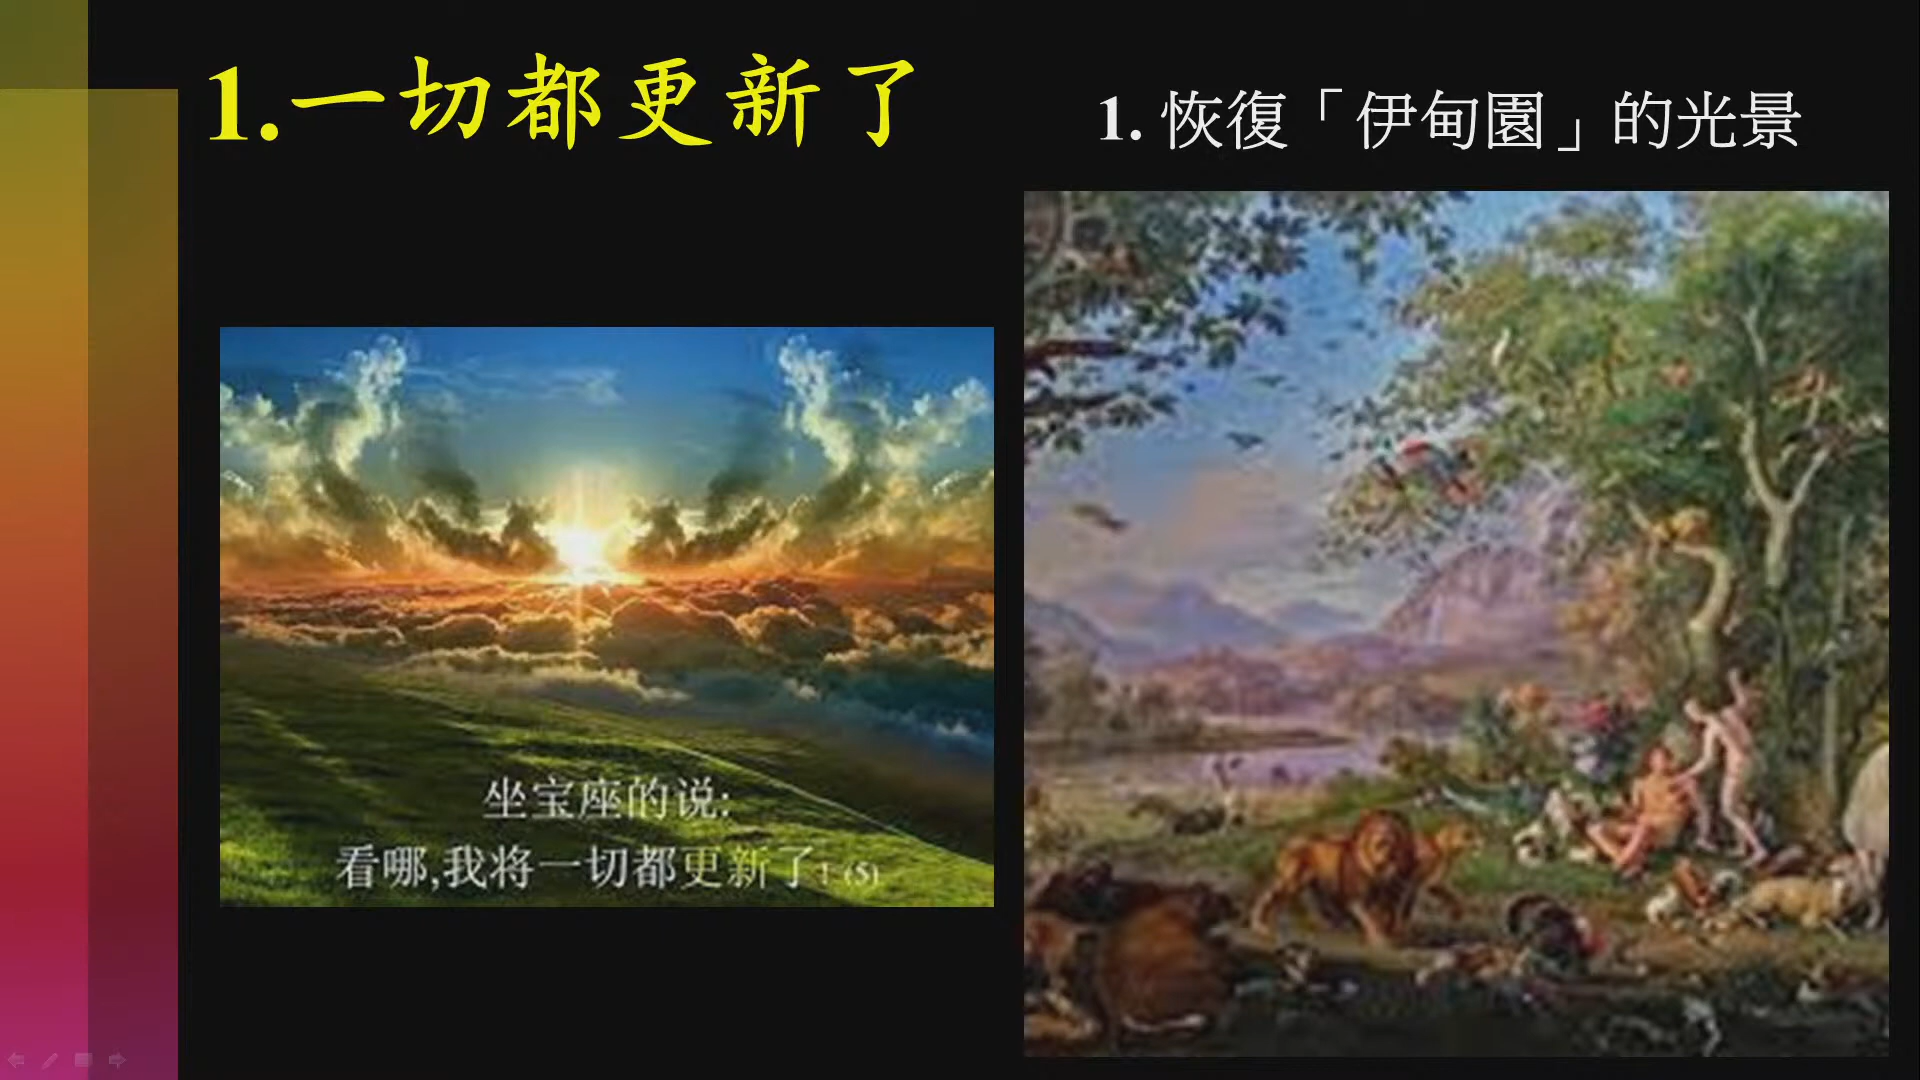 1.一切都更新了
1. 恢復「伊甸園」的光景
坐宝座的说:
看哪,我将一切都更新了! (5)